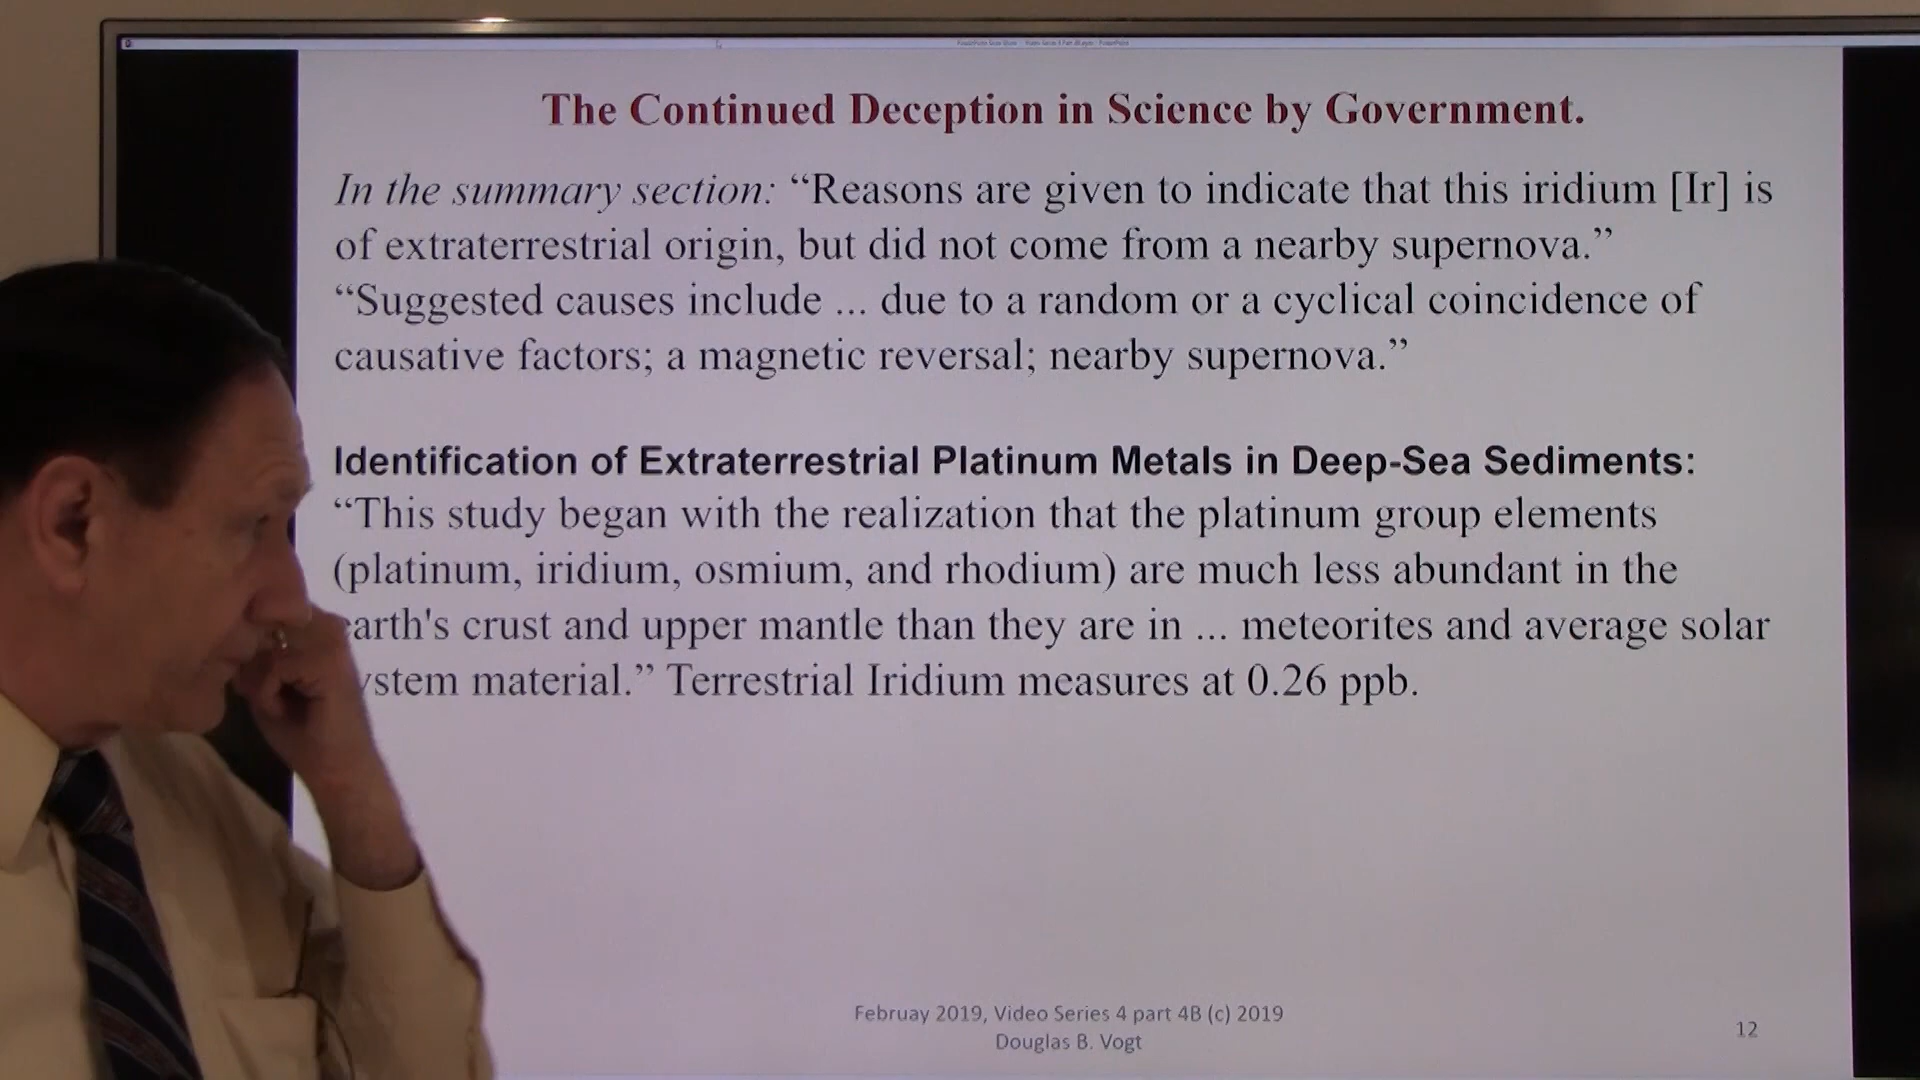 The Continued Deception in Science by Government.
In the summary section: “Reasons are given to indicate that this iridium [Ir] is
of extraterrestrial origin, but did not come from a nearby supernova.”
“Suggested causes include ... due to a random or a cyclical coincidence of
causative factors; a magnetic reversal; nearby supernova.”
Identification of Extraterrestrial Platinum Metals in Deep-Sea Sediments:
“This study began with the realization that the platinum group elements
(platinum, iridium, osmium, and rhodium) are much less abundant in the
earth's crust and upper mantle than they are in ... meteorites and average solar
ystem material.” Terrestrial Iridium measures at 0.26 ppb.
Februay 2019, Video Series 4 part 4B (c) 2019
Douglas B. Vogt
12